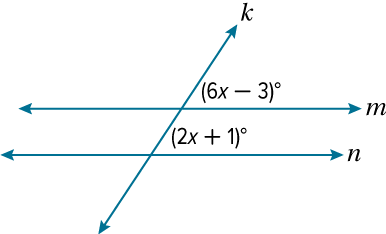 k
(6x − 3)°
m
(2x + 1)°
n